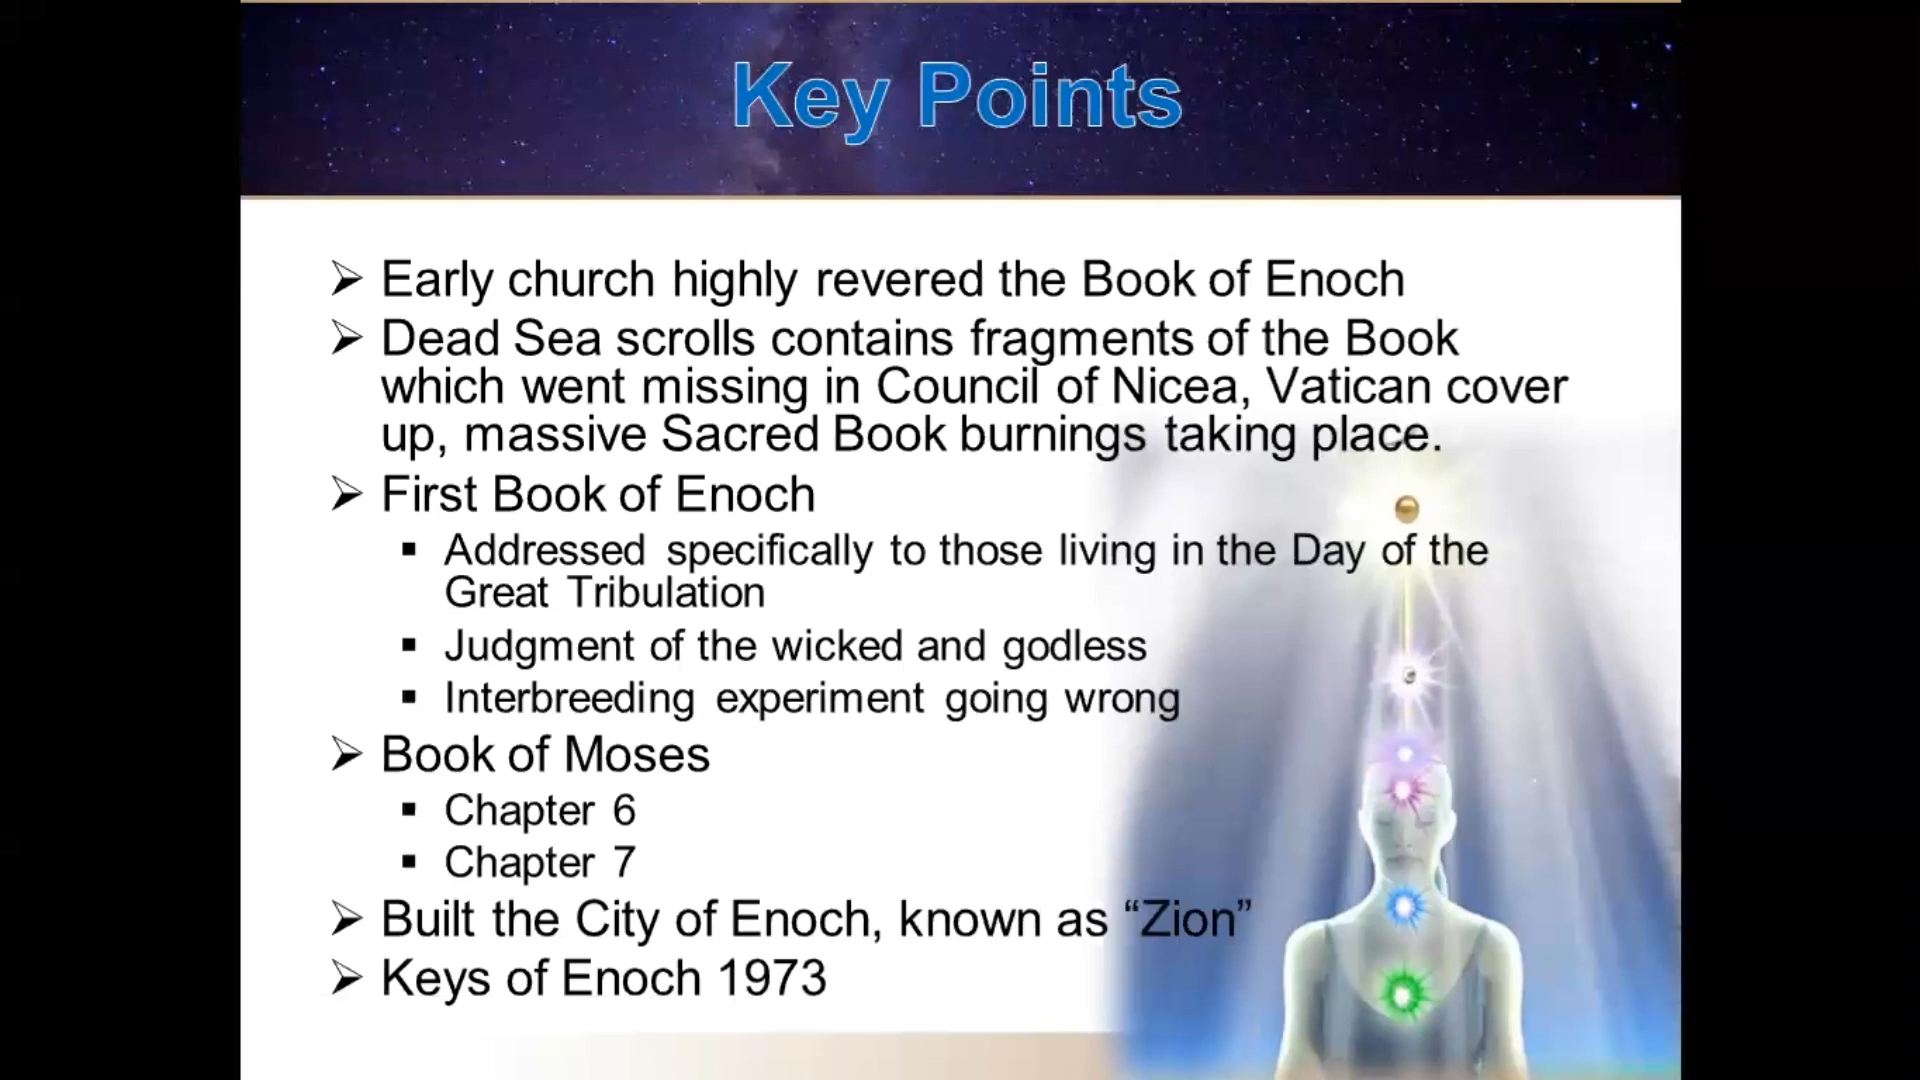 Key Points
➢ Early church highly revered the Book of Enoch
➢ Dead Sea scrolls contains fragments of the Book
which went missing in Council of Nicea, Vatican cover
up, massive Sacred Book burnings taking place.
➢ First Book of Enoch
▪ Addressed specifically to those living in the Day of the
Great Tribulation
▪ Judgment of the wicked and godless
▪ Interbreeding experiment going wrong
➢ Book of Moses
▪ Chapter 6
▪ Chapter 7
➢ Built the City of Enoch, known as “Zion”
➢ Keys of Enoch 1973